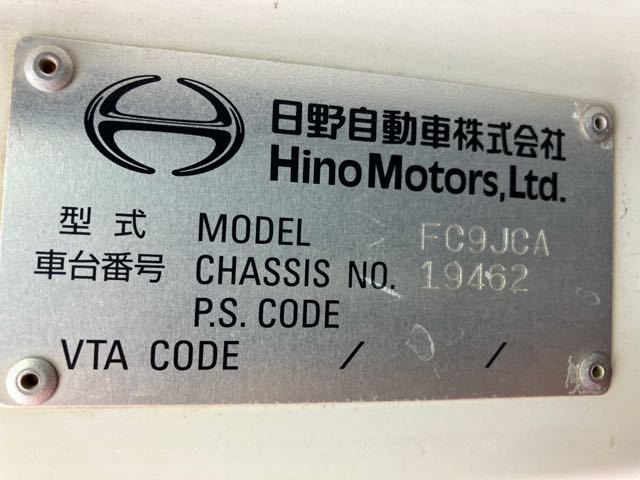 日野自動車株式会社
Hino Motors, Ltd.
型式 MODEL FC9JCA
車台番号 CHASSIS NO. 19462
P.S. CODE
VTA CODE / /